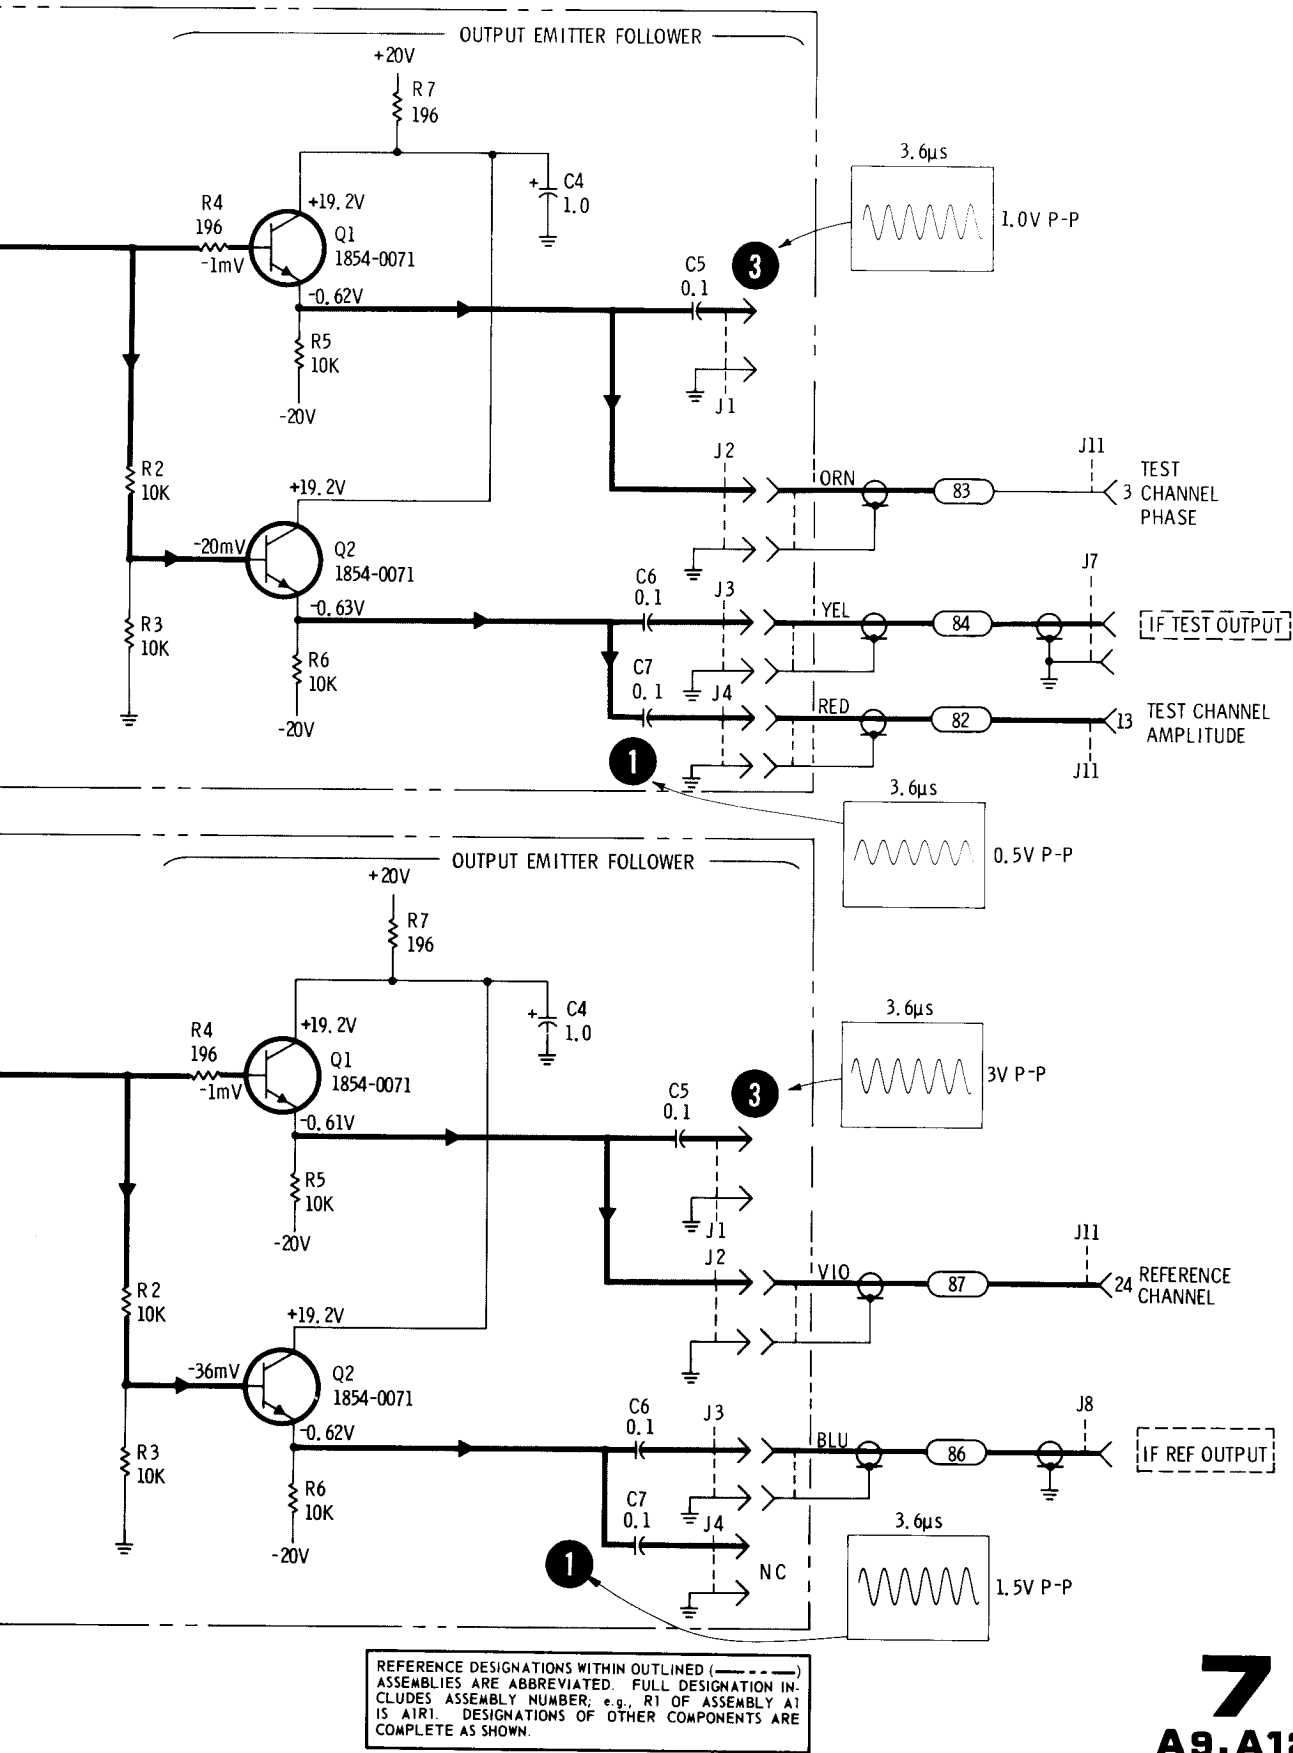 OUTPUT EMITTER FOLLOWER
+20V
R7
196
3.6µs
1.0V P-P
R4
196
-1mV
+19.2V
Q1
1854-0071
-0.62V
+
C4
1.0
3
C5
0.1
R5
10K
-20V
J1
J2
ORN
83
J11
3
TEST
CHANNEL
PHASE
R2
10K
+19.2V
-20mV
Q2
1854-0071
-0.63V
C6
0.1
J3
YEL
84
J7
IF TEST OUTPUT
R3
10K
R6
10K
-20V
C7
0.1
J4
RED
82
13
TEST CHANNEL
AMPLITUDE
J11
1
3.6µs
0.5V P-P
OUTPUT EMITTER FOLLOWER
+20V
R7
196
3.6µs
3V P-P
R4
196
-1mV
+19.2V
Q1
1854-0071
-0.61V
+
C4
1.0
3
C5
0.1
R5
10K
-20V
J1
J2
VIO
87
J11
24
REFERENCE
CHANNEL
R2
10K
+19.2V
-36mV
Q2
1854-0071
-0.62V
C6
0.1
J3
BLU
86
J8
IF REF OUTPUT
R3
10K
R6
10K
-20V
C7
0.1
J4
NC
1
3.6µs
1.5V P-P
REFERENCE DESIGNATIONS WITHIN OUTLINED (— - - —)
ASSEMBLIES ARE ABBREVIATED. FULL DESIGNATION IN-
CLUDES ASSEMBLY NUMBER; e.g., R1 OF ASSEMBLY A1
IS A1R1. DESIGNATIONS OF OTHER COMPONENTS ARE
COMPLETE AS SHOWN.
7
A9,A12